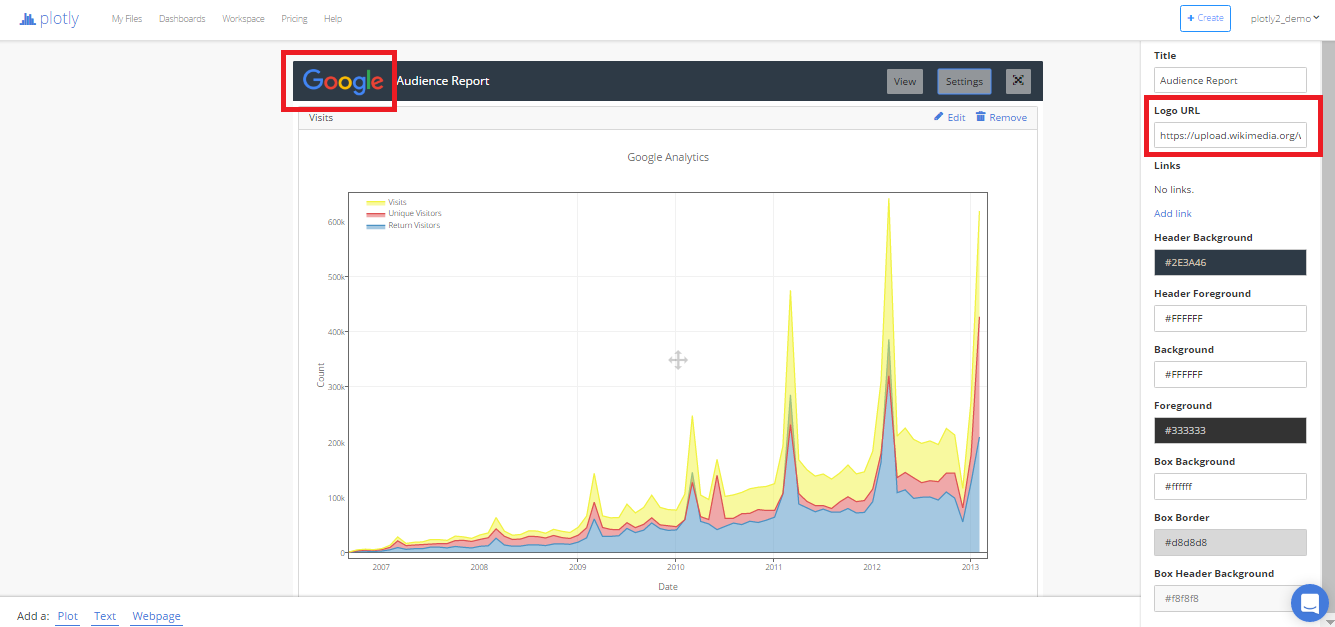 plotly My Files Dashboards Workspace Pricing Help + Create plotly2_demo
Google Audience Report View Settings
Visits Edit Remove
Google Analytics
Visits
Unique Visitors
Return Visitors
600k
500k
400k
300k
200k
100k
0
Count
2007 2008 2009 2010 2011 2012 2013
Date
Add a: Plot Text Webpage
Title
Audience Report
Logo URL
https://upload.wikimedia.org/
Links
No links.
Add link
Header Background
#2E3A46
Header Foreground
#FFFFFF
Background
#FFFFFF
Foreground
#333333
Box Background
#ffffff
Box Border
#d8d8d8
Box Header Background
#f8f8f8